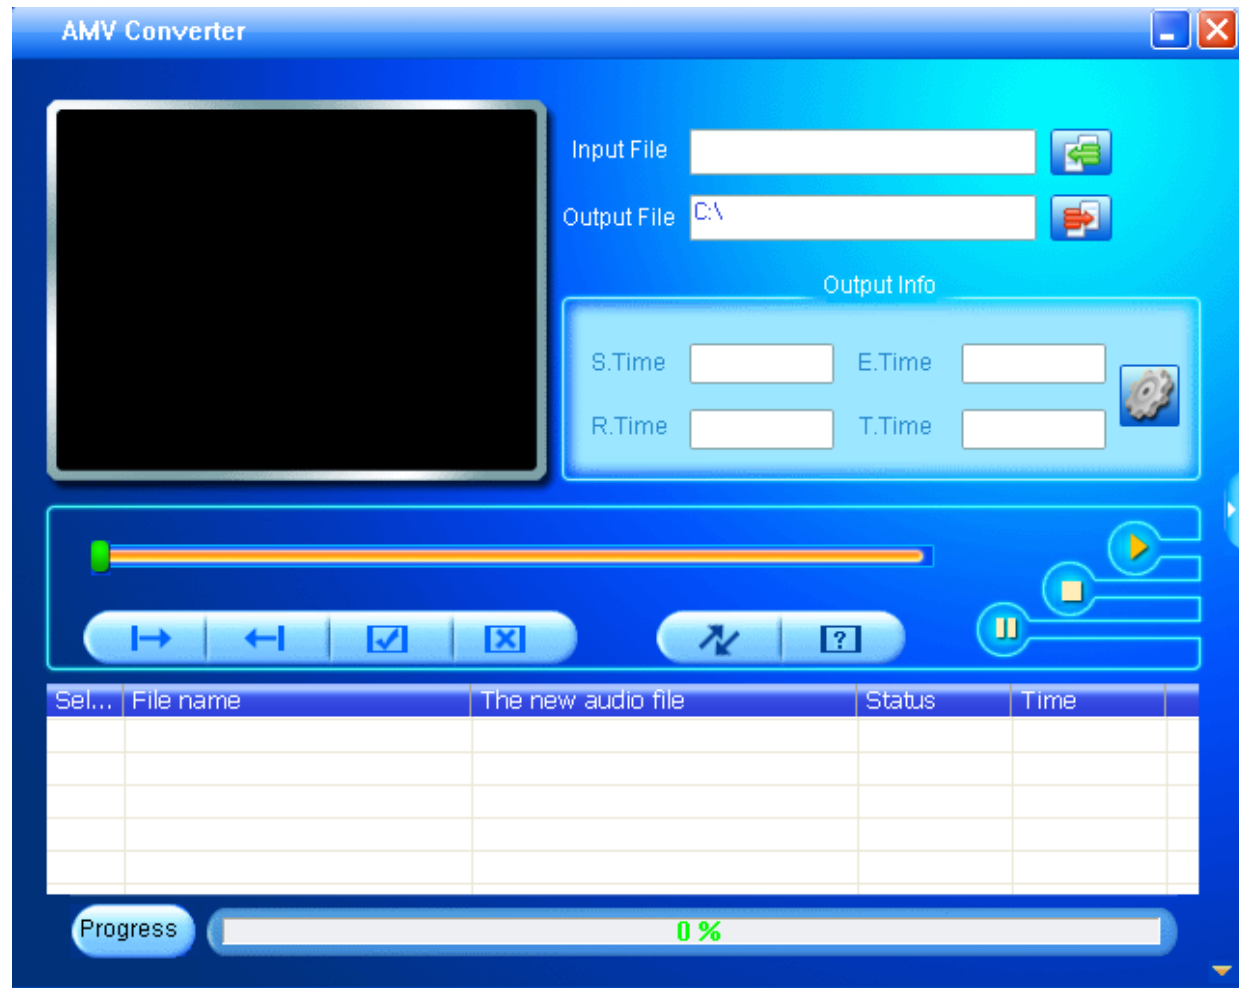 AMV Converter
Input File
Output File C:\
Output Info
S.Time E.Time
R.Time T.Time
?
Sel... File name The new audio file Status Time
Progress 0 %